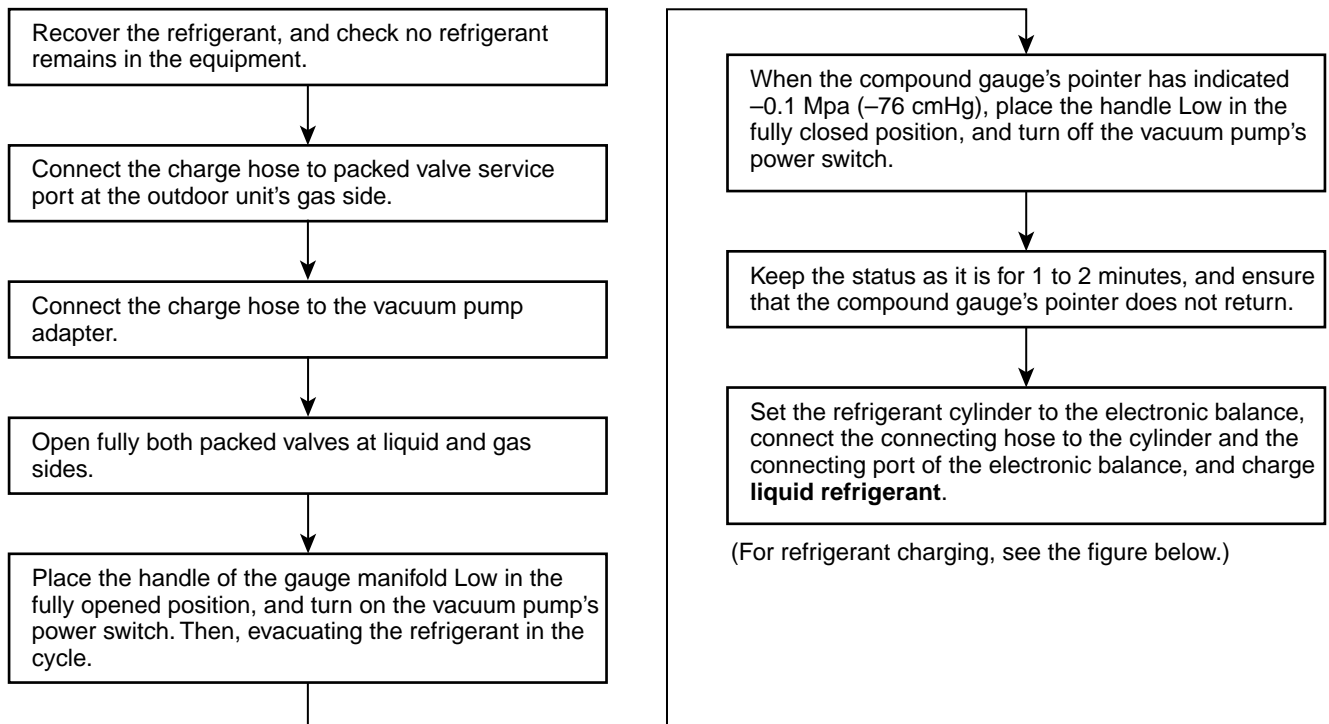 Recover the refrigerant, and check no refrigerant
remains in the equipment.
Connect the charge hose to packed valve service
port at the outdoor unit’s gas side.
Connect the charge hose to the vacuum pump
adapter.
Open fully both packed valves at liquid and gas
sides.
Place the handle of the gauge manifold Low in the
fully opened position, and turn on the vacuum pump’s
power switch. Then, evacuating the refrigerant in the
cycle.
When the compound gauge’s pointer has indicated
–0.1 Mpa (–76 cmHg), place the handle Low in the
fully closed position, and turn off the vacuum pump’s
power switch.
Keep the status as it is for 1 to 2 minutes, and ensure
that the compound gauge’s pointer does not return.
Set the refrigerant cylinder to the electronic balance,
connect the connecting hose to the cylinder and the
connecting port of the electronic balance, and charge
liquid refrigerant.
(For refrigerant charging, see the figure below.)